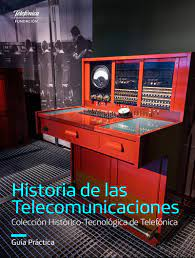 Telefónica
FUNDACIÓN
Historia de las
Telecomunicaciones
Colección Histórico-Tecnológica de Telefónica
Guía Práctica